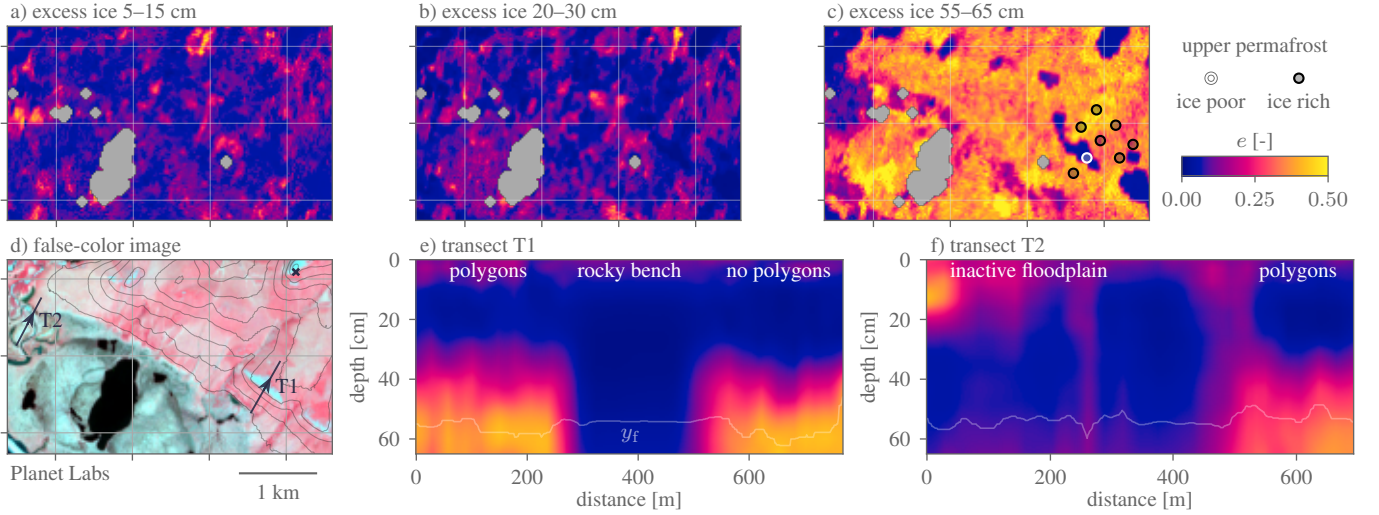 a) excess ice 5–15 cm
b) excess ice 20–30 cm
c) excess ice 55–65 cm
upper permafrost
ice poor
ice rich
e [-]
0.00 0.25 0.50
d) false-color image
T2
T1
Planet Labs
1 km
e) transect T1
polygons
rocky bench
no polygons
depth [cm]
0
20
40
60
y_f
0 200 400 600
distance [m]
f) transect T2
inactive floodplain
polygons
depth [cm]
0
20
40
60
0 200 400 600
distance [m]